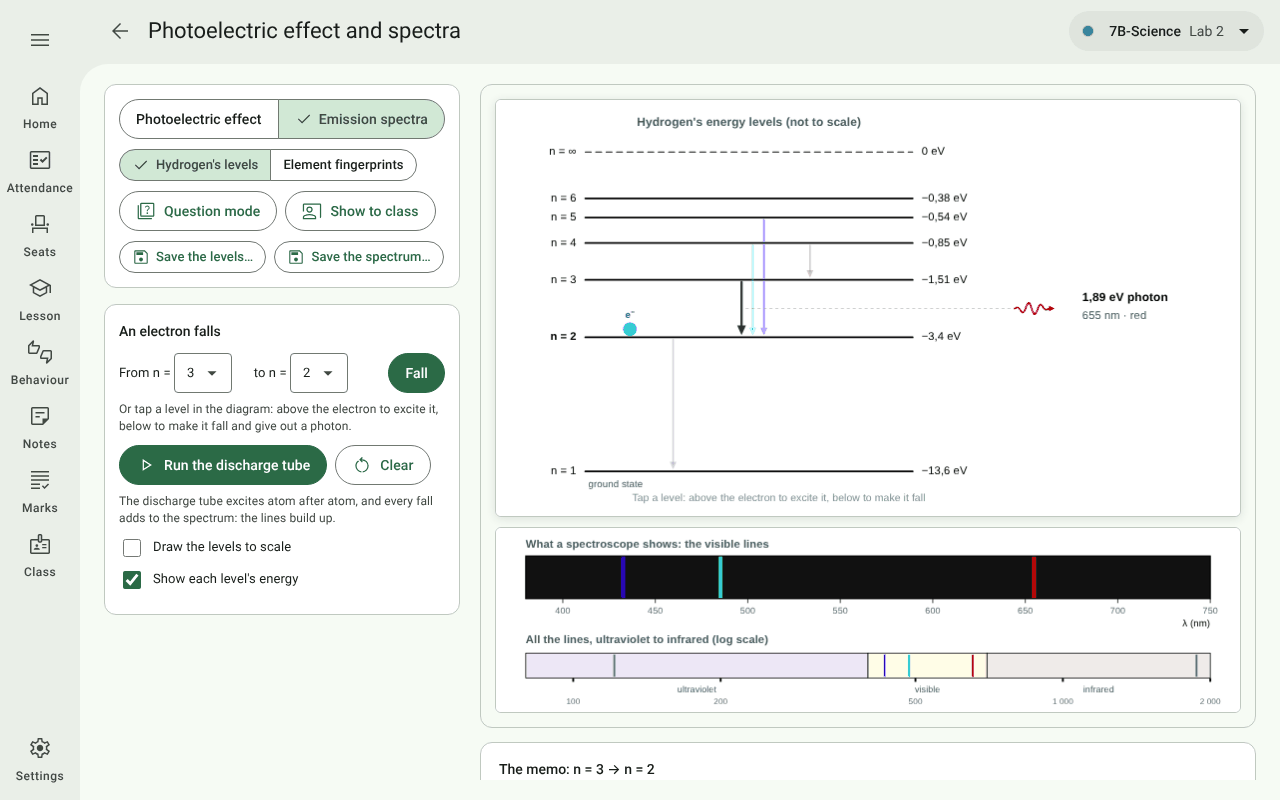 Photoelectric effect and spectra
7B-Science Lab 2
Home
Attendance
Seats
Lesson
Behaviour
Notes
Marks
Class
Settings
Photoelectric effect
Emission spectra
Hydrogen's levels
Element fingerprints
Question mode
Show to class
Save the levels…
Save the spectrum…
An electron falls
From n = 3 to n = 2
Fall
Or tap a level in the diagram: above the electron to excite it,
below to make it fall and give out a photon.
Run the discharge tube
Clear
The discharge tube excites atom after atom, and every fall
adds to the spectrum: the lines build up.
Draw the levels to scale
Show each level's energy
Hydrogen's energy levels (not to scale)
n = ∞ 0 eV
n = 6 −0,38 eV
n = 5 −0,54 eV
n = 4 −0,85 eV
n = 3 −1,51 eV
1,89 eV photon
655 nm · red
e⁻
n = 2 −3,4 eV
n = 1 −13,6 eV
ground state
Tap a level: above the electron to excite it, below to make it fall
What a spectroscope shows: the visible lines
400 450 500 550 600 650 700 750
λ (nm)
All the lines, ultraviolet to infrared (log scale)
ultraviolet visible infrared
100 200 500 1 000 2 000
The memo: n = 3 → n = 2